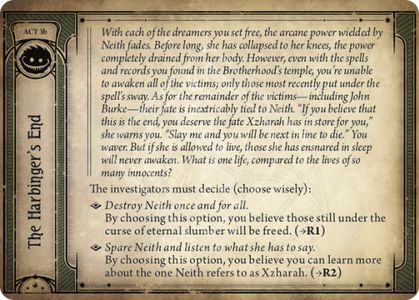 ACT 3b
The Harbinger's End
With each of the dreamers you set free, the arcane power wielded by
Neith fades. Before long, she has collapsed to her knees, the power
completely drained from her body. However, even with the spells
and records you found in the Brotherhood's temple, you're unable
to awaken all of the victims; only those most recently put under the
spell's sway. As for the remainder of the victims—including John
Burke—their fate is inextricably tied to Neith. "If you believe that
this is the end, you deserve the fate Xzharah has in store for you,"
she warns you. "Slay me and you will be next in line to die." You
waver. But if she is allowed to live, those she has ensnared in sleep
will never awaken. What is one life, compared to the lives of so
many innocents?
The investigators must decide (choose wisely):
Destroy Neith once and for all.
By choosing this option, you believe those still under the
curse of eternal slumber will be freed. (→R1)
Spare Neith and listen to what she has to say.
By choosing this option, you believe you can learn more
about the one Neith refers to as Xzharah. (→R2)